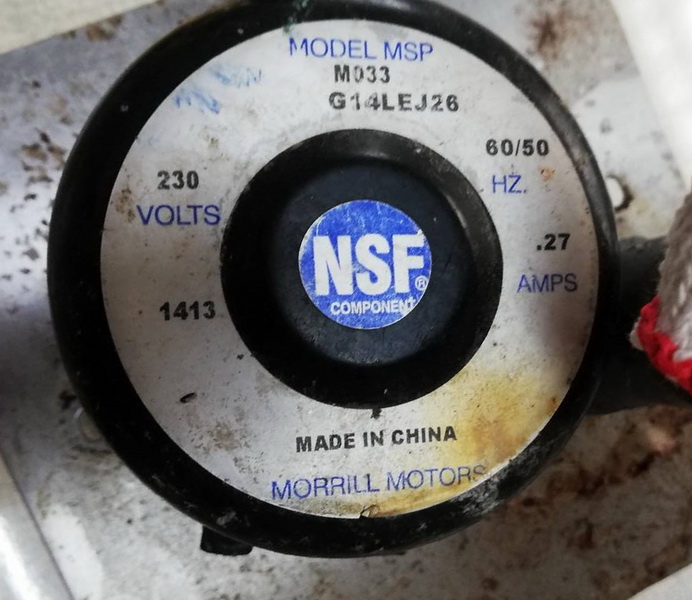 MODEL MSP
M033
G14LEJ26
60/50
HZ.
230
VOLTS
.27
AMPS
1413
NSF®
COMPONENT
MADE IN CHINA
MORRILL MOTORS